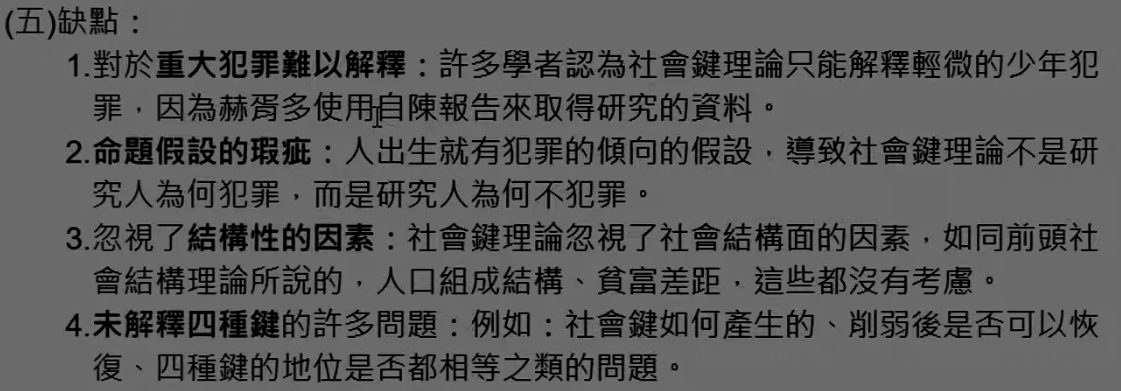 (五)缺點：
1.對於重大犯罪難以解釋：許多學者認為社會鍵理論只能解釋輕微的少年犯
罪，因為赫胥多使用自陳報告來取得研究的資料。
2.命題假設的瑕疵：人出生就有犯罪的傾向的假設，導致社會鍵理論不是研
究人為何犯罪，而是研究人為何不犯罪。
3.忽視了結構性的因素：社會鍵理論忽視了社會結構面的因素，如同前頭社
會結構理論所說的，人口組成結構、貧富差距，這些都沒有考慮。
4.未解釋四種鍵的許多問題：例如：社會鍵如何產生的、削弱後是否可以恢
復、四種鍵的地位是否都相等之類的問題。